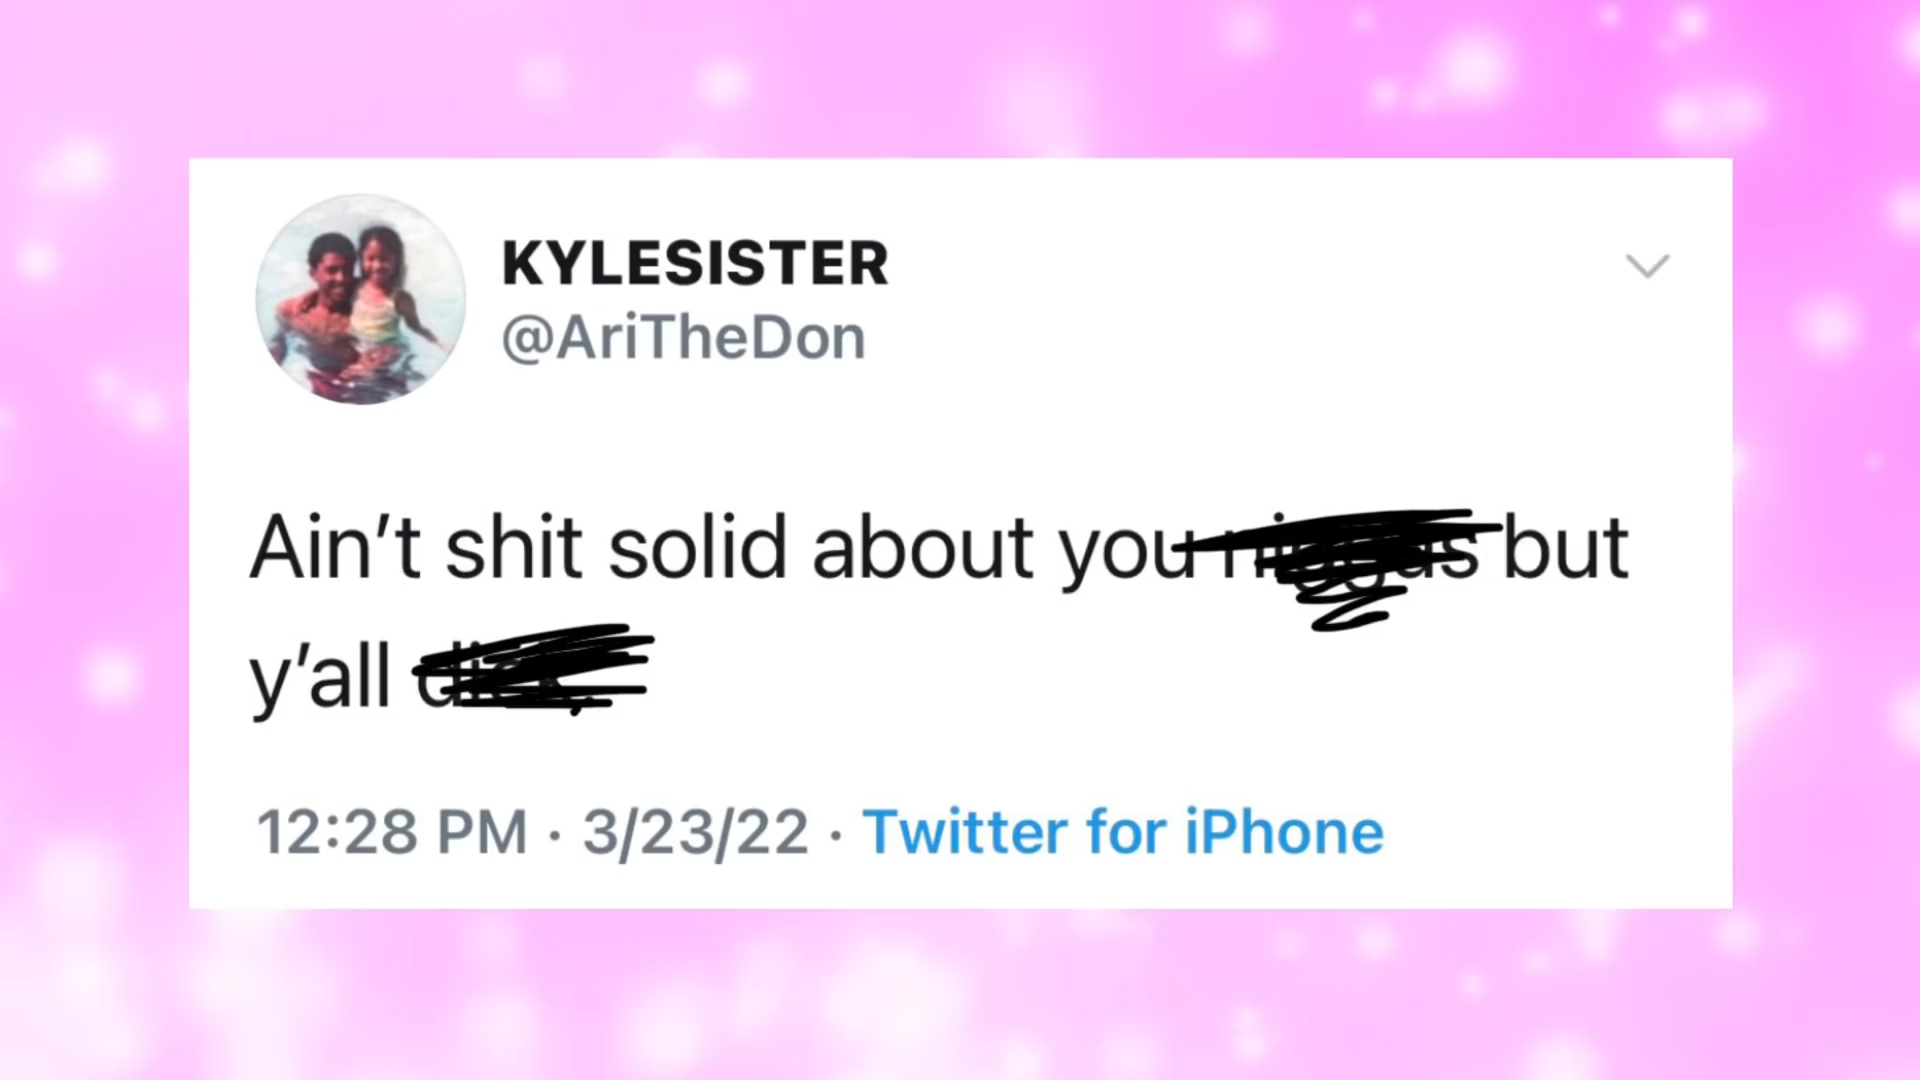 KYLESISTER
@AriTheDon
Ain't shit solid about you but
y'all
12:28 PM · 3/23/22 · Twitter for iPhone